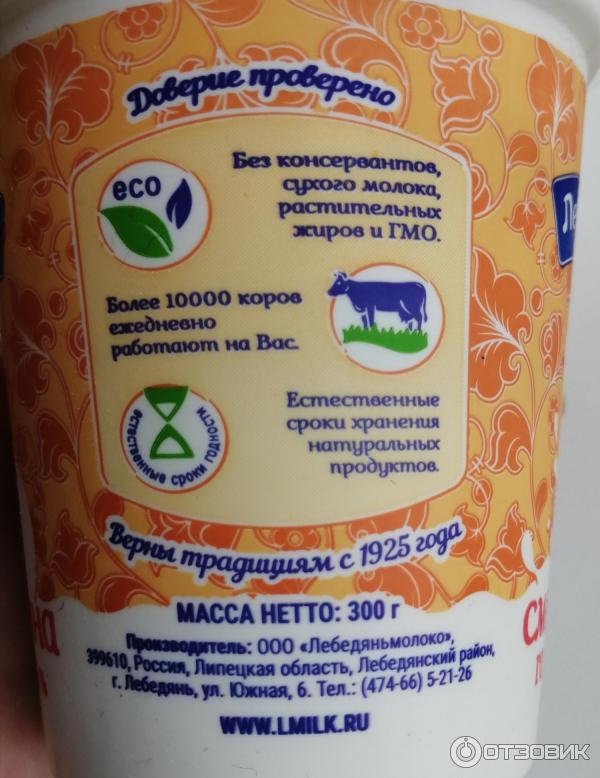 Доверие проверено
eco
Без консервантов,
сухого молока,
растительных
жиров и ГМО.
Более 10000 коров
ежедневно
работают на Вас.
естественные сроки годности
Естественные
сроки хранения
натуральных
продуктов.
Верны традициям с 1925 года
МАССА НЕТТО: 300 г
Производитель: ООО «Лебедяньмолоко»,
399610, Россия, Липецкая область, Лебедянский район,
г. Лебедянь, ул. Южная, 6. Тел.: (474-66) 5-21-26
WWW.LMILK.RU
ОТЗОВИК